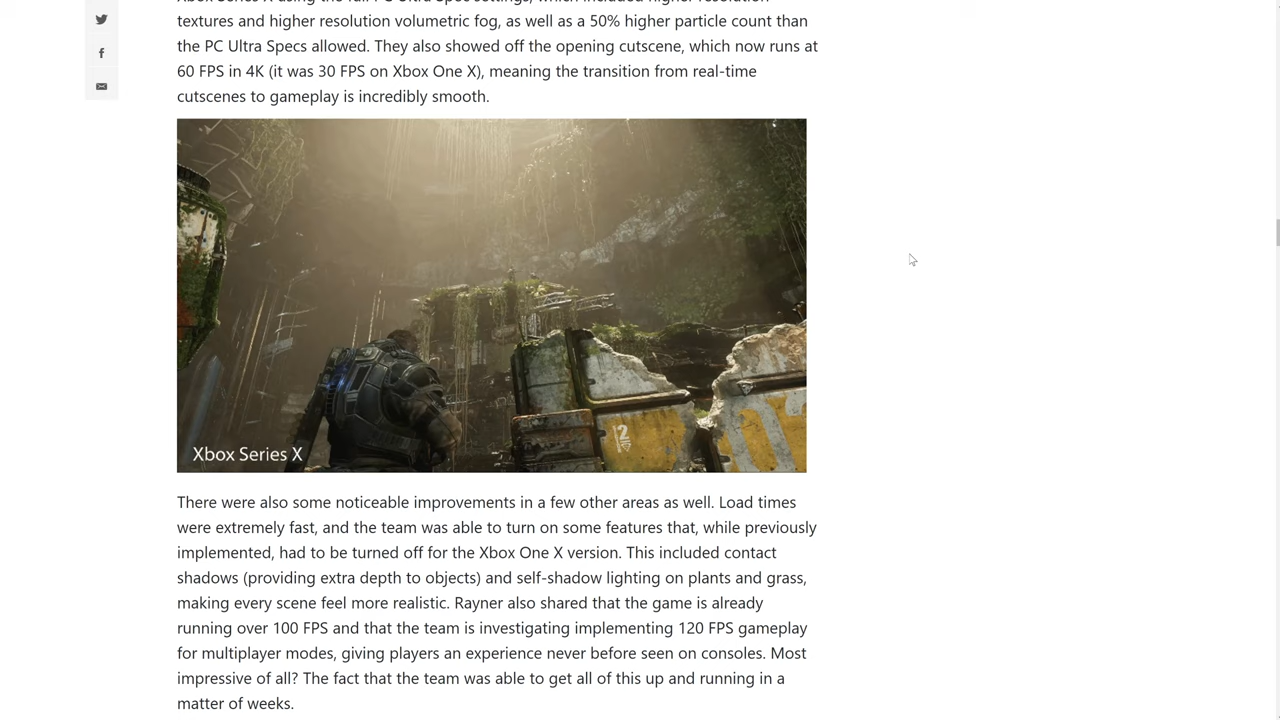 textures and higher resolution volumetric fog, as well as a 50% higher particle count than
the PC Ultra Specs allowed. They also showed off the opening cutscene, which now runs at
60 FPS in 4K (it was 30 FPS on Xbox One X), meaning the transition from real-time
cutscenes to gameplay is incredibly smooth.
12
Xbox Series X
There were also some noticeable improvements in a few other areas as well. Load times
were extremely fast, and the team was able to turn on some features that, while previously
implemented, had to be turned off for the Xbox One X version. This included contact
shadows (providing extra depth to objects) and self-shadow lighting on plants and grass,
making every scene feel more realistic. Rayner also shared that the game is already
running over 100 FPS and that the team is investigating implementing 120 FPS gameplay
for multiplayer modes, giving players an experience never before seen on consoles. Most
impressive of all? The fact that the team was able to get all of this up and running in a
matter of weeks.